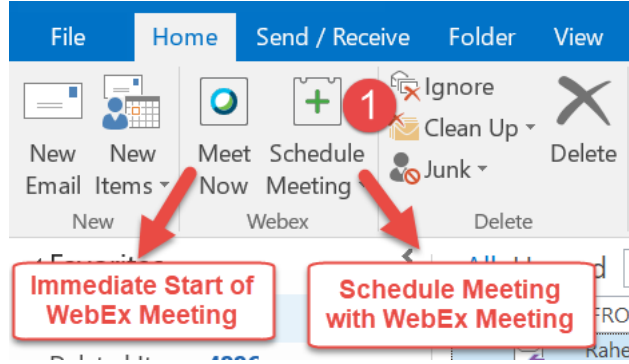 File Home Send / Receive Folder View
New Email
New Items
Meet Now
Schedule Meeting
1
Ignore
Clean Up
Junk
Delete
New
Webex
Delete
Immediate Start of
WebEx Meeting
Schedule Meeting
with WebEx Meeting
All